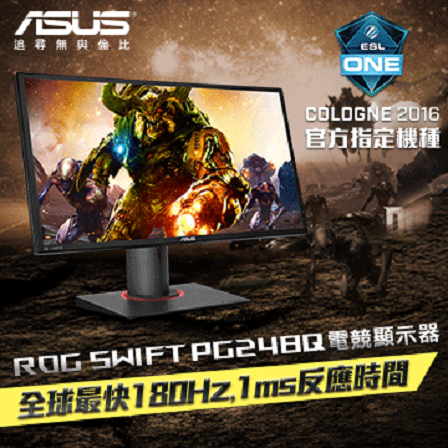 ASUS
追尋無與倫比
ESL
ONE
COLOGNE 2016
官方指定機種
ASUS
ROG SWIFT PG248Q 電競顯示器
全球最快180Hz,1ms反應時間